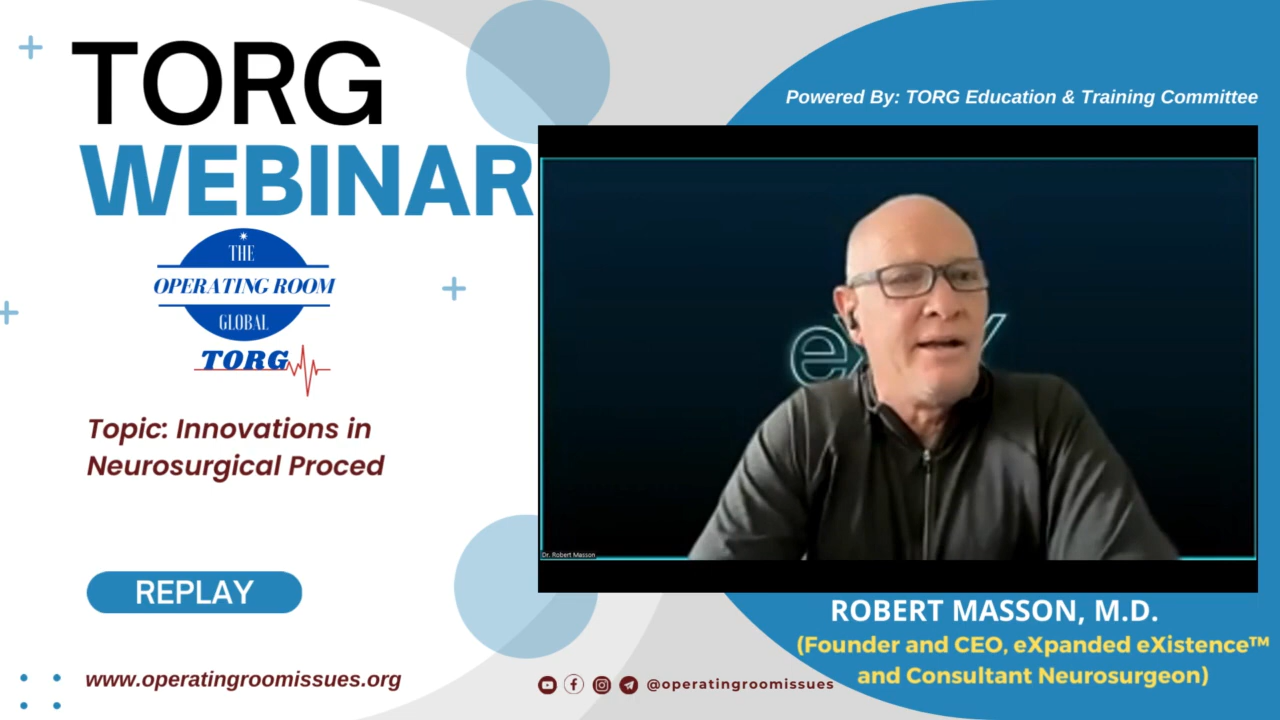 TORG
WEBINAR
THE
OPERATING ROOM
GLOBAL
TORG
Topic: Innovations in
Neurosurgical Proced
REPLAY
www.operatingroomissues.org
Powered By: TORG Education & Training Committee
Dr. Robert Masson
ROBERT MASSON, M.D.
(Founder and CEO, eXpanded eXistence™
and Consultant Neurosurgeon)
@operatingroomissues